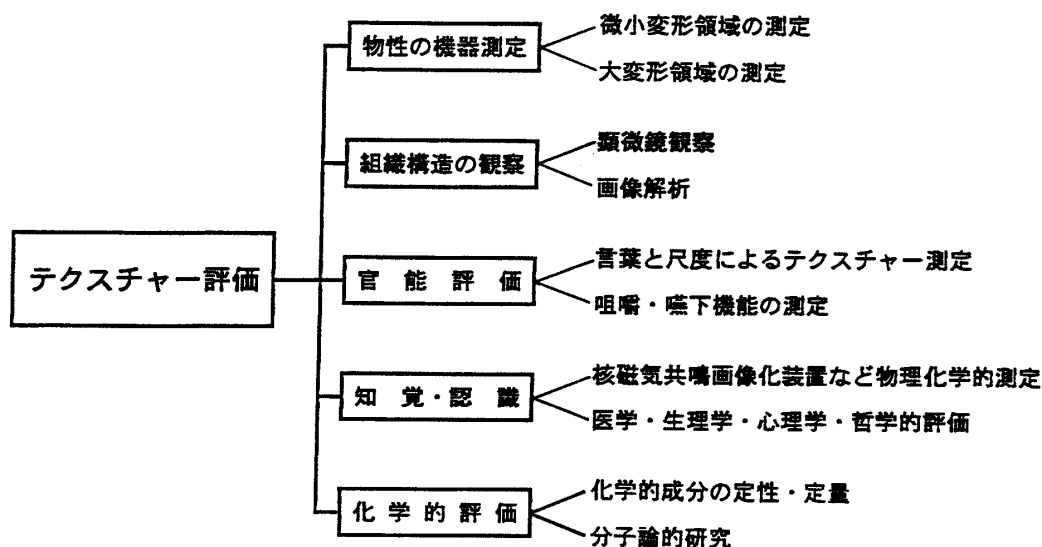 テクスチャー評価
物性の機器測定
微小変形領域の測定
大変形領域の測定
組織構造の観察
顕微鏡観察
画像解析
官能評価
言葉と尺度によるテクスチャー測定
咀嚼・嚥下機能の測定
知覚・認識
核磁気共鳴画像化装置など物理化学的測定
医学・生理学・心理学・哲学的評価
化学的評価
化学的成分の定性・定量
分子論的研究